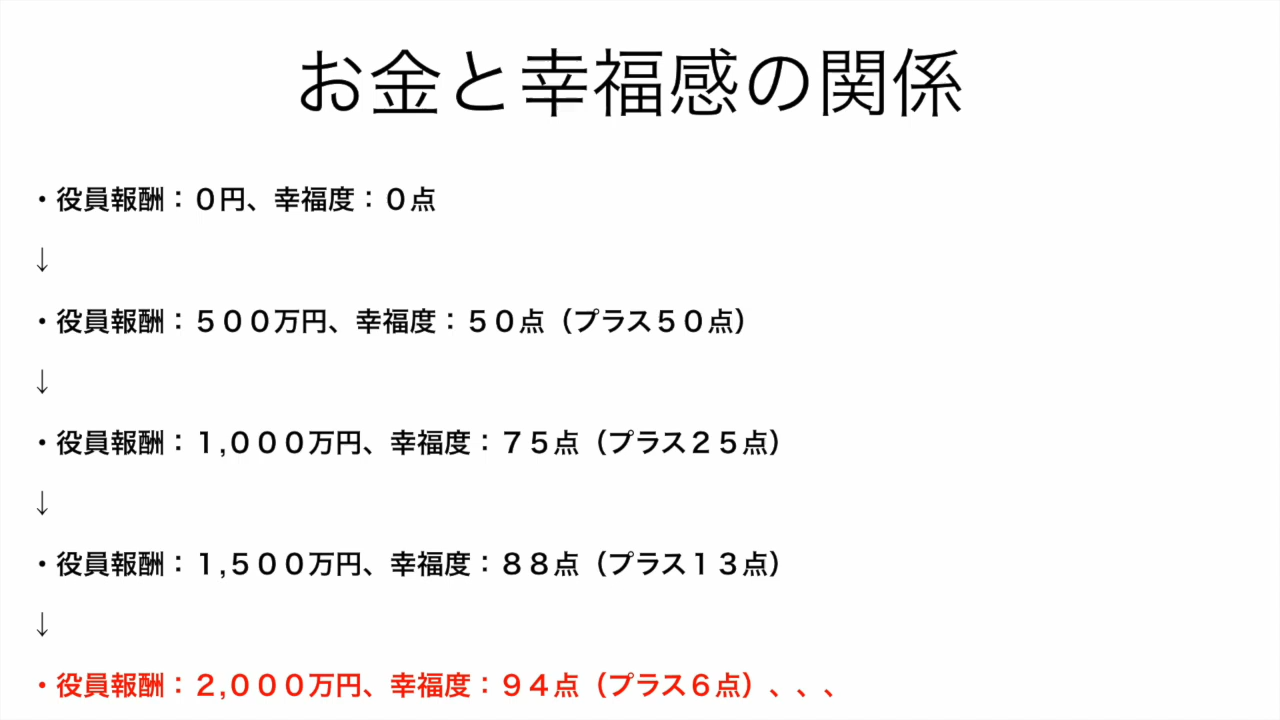 お金と幸福感の関係
・役員報酬：０円、幸福度：０点
↓
・役員報酬：５００万円、幸福度：５０点（プラス５０点）
↓
・役員報酬：１,０００万円、幸福度：７５点（プラス２５点）
↓
・役員報酬：１,５００万円、幸福度：８８点（プラス１３点）
↓
・役員報酬：２,０００万円、幸福度：９４点（プラス６点）、、、